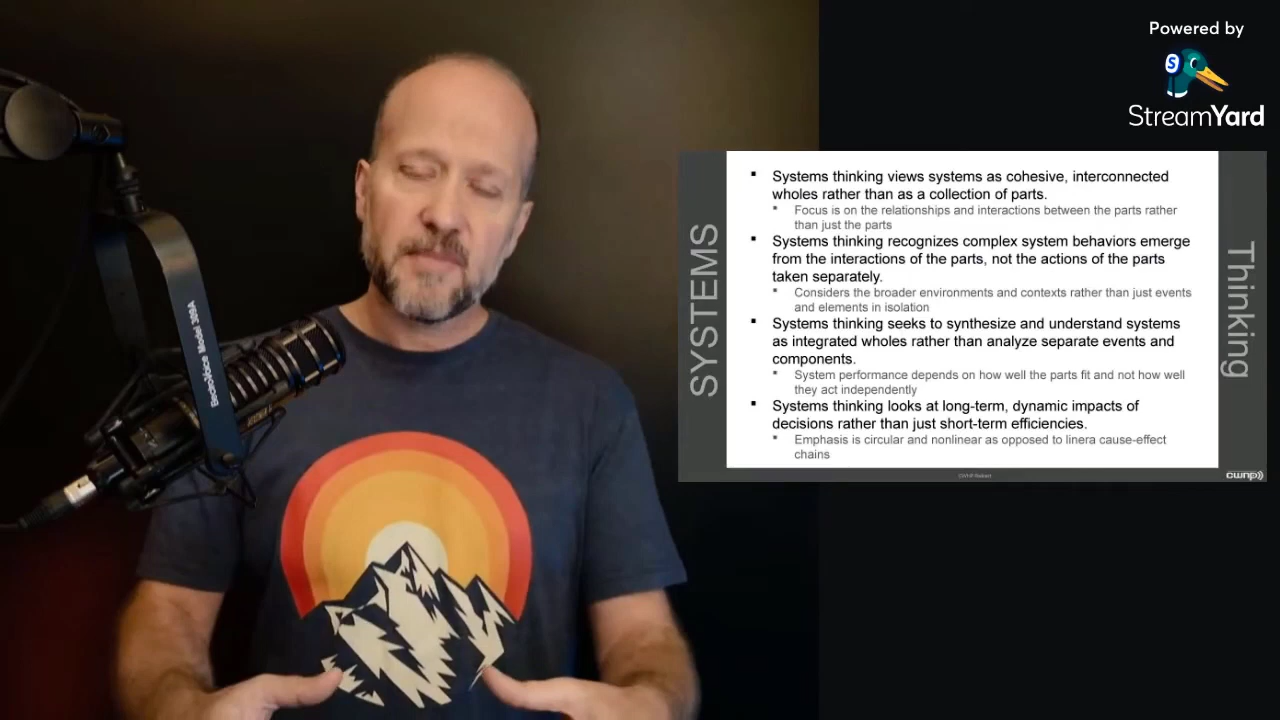 Powered by
S
StreamYard
SYSTEMS
Systems thinking views systems as cohesive, interconnected
wholes rather than as a collection of parts.
Focus is on the relationships and interactions between the parts rather
than just the parts
Systems thinking recognizes complex system behaviors emerge
from the interactions of the parts, not the actions of the parts
taken separately.
Considers the broader environments and contexts rather than just events
and elements in isolation
Systems thinking seeks to synthesize and understand systems
as integrated wholes rather than analyze separate events and
components.
System performance depends on how well the parts fit and not how well
they act independently
Systems thinking looks at long-term, dynamic impacts of
decisions rather than just short-term efficiencies.
Emphasis is circular and nonlinear as opposed to linera cause-effect
chains
Thinking
cwnp
ElectroVoice Model 309A